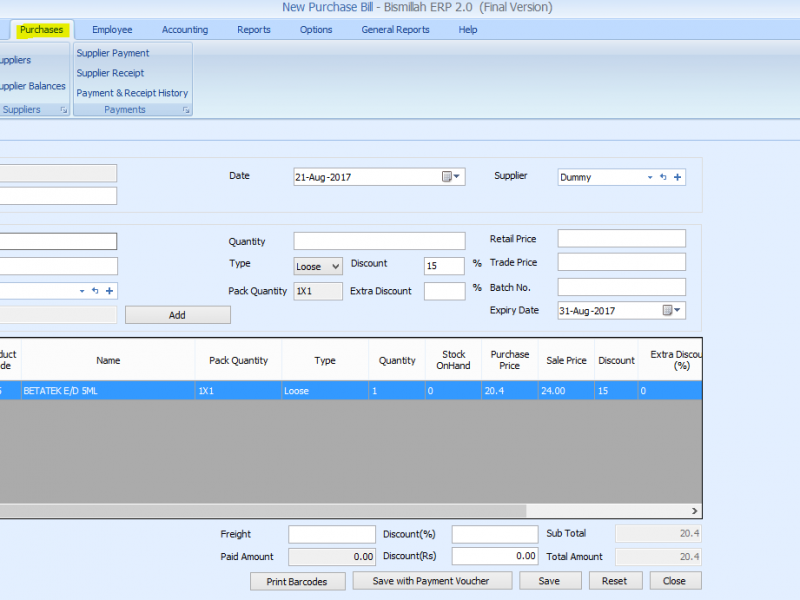 New Purchase Bill - Bismillah ERP 2.0 (Final Version)
Purchases Employee Accounting Reports Options General Reports Help
uppliers Supplier Payment
Supplier Receipt
upplier Balances Payment & Receipt History
Suppliers Payments
Date 21-Aug-2017 Supplier Dummy
Quantity Retail Price
Type Loose Discount 15 % Trade Price
Pack Quantity 1X1 Extra Discount % Batch No.
Add Expiry Date 31-Aug-2017
duct Name Pack Quantity Type Quantity Stock Purchase Sale Price Discount Extra Discou
de OnHand Price (%)
BETATEK E/D 5ML 1X1 Loose 1 0 20.4 24.00 15 0
Freight Discount(%) Sub Total 20.4
Paid Amount 0.00 Discount(Rs) 0.00 Total Amount 20.4
Print Barcodes Save with Payment Voucher Save Reset Close